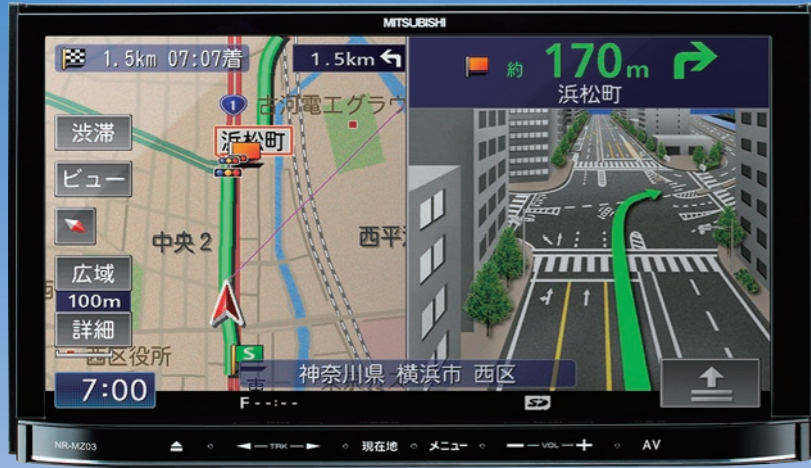 MITSUBISHI
1.5km 07:07着
1.5km
約 170m
浜松町
1
古河電工グラウ
浜松町
渋滞
ビュー
中央2
西平
広域
100m
詳細
西区役所
S
7:00
神奈川県 横浜市 西区
F--:--
SD
NR-MZ03
TRK
現在地
メニュー
VOL
AV